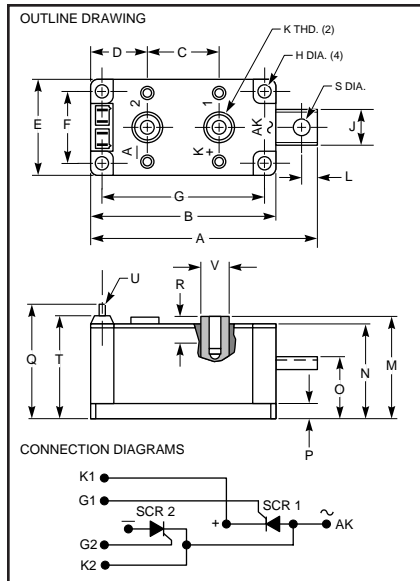 OUTLINE DRAWING
D C K THD. (2)
H DIA. (4)
S DIA.
2 1 AK
E F J
A K
− + ~
L
G
B
A
U V
R
Q T O N M
P
CONNECTION DIAGRAMS
K1
G1
SCR 2 SCR 1
− + ~ AK
G2
K2